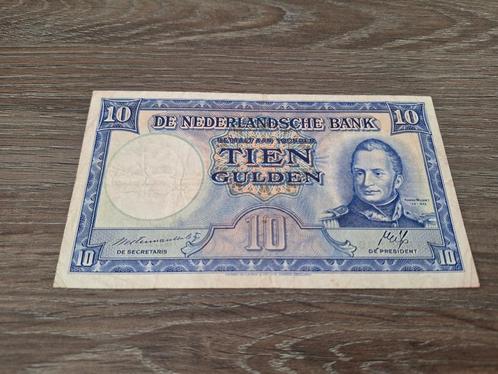 10 10
DE NEDERLANDSCHE BANK
BETAALT AAN TOONDER
TIEN
GULDEN
10
DE SECRETARIS
DE PRESIDENT
10 10